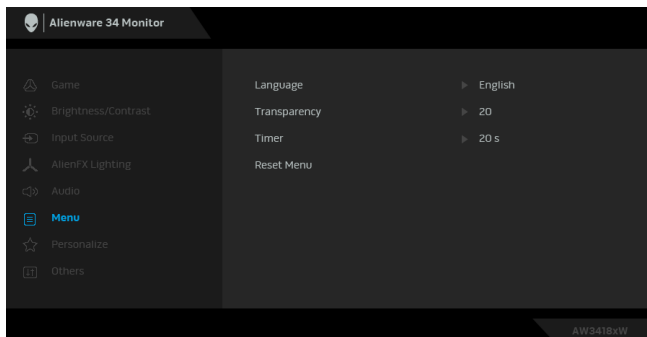 Alienware 34 Monitor
Game
Language English
Brightness/Contrast
Transparency 20
Input Source
Timer 20 s
AlienFX Lighting
Reset Menu
Audio
Menu
Personalize
Others
AW3418xW